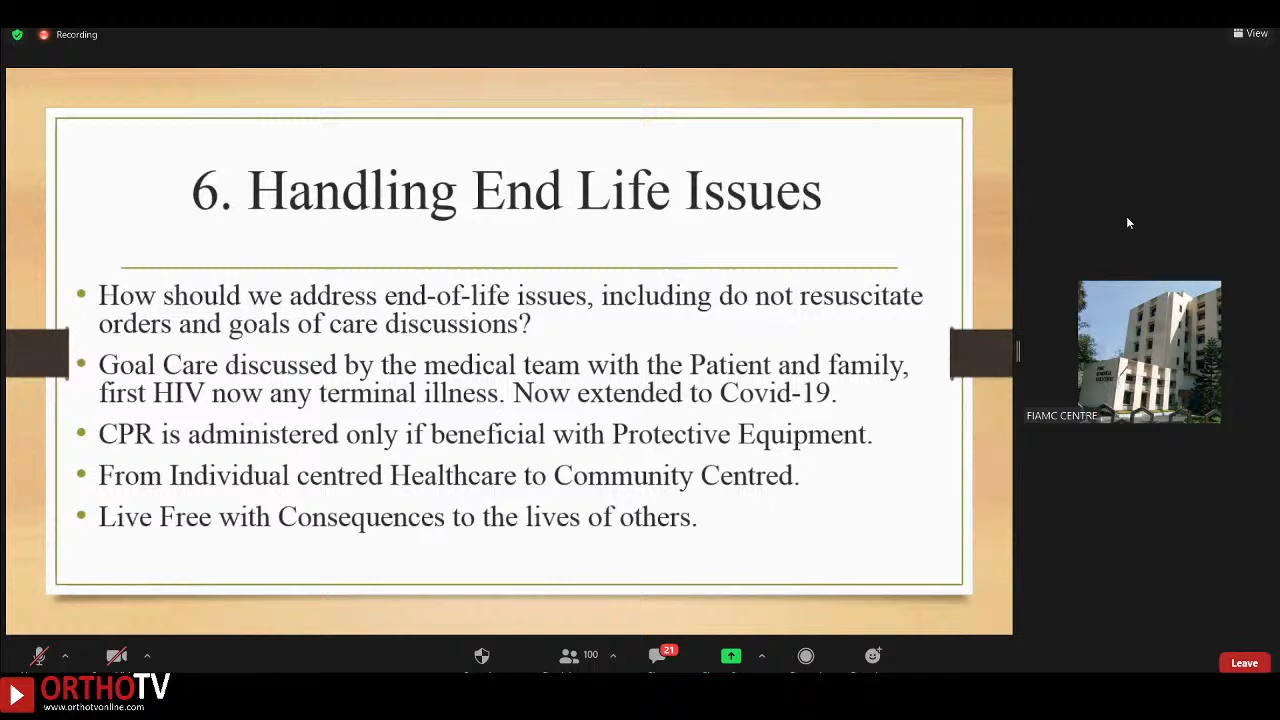 Recording
View
6. Handling End Life Issues
• How should we address end-of-life issues, including do not resuscitate
orders and goals of care discussions?
• Goal Care discussed by the medical team with the Patient and family,
first HIV now any terminal illness. Now extended to Covid-19.
• CPR is administered only if beneficial with Protective Equipment.
• From Individual centred Healthcare to Community Centred.
• Live Free with Consequences to the lives of others.
FIAMC CENTRE
100
21
Leave
ORTHOTV
www.orthotvonline.com